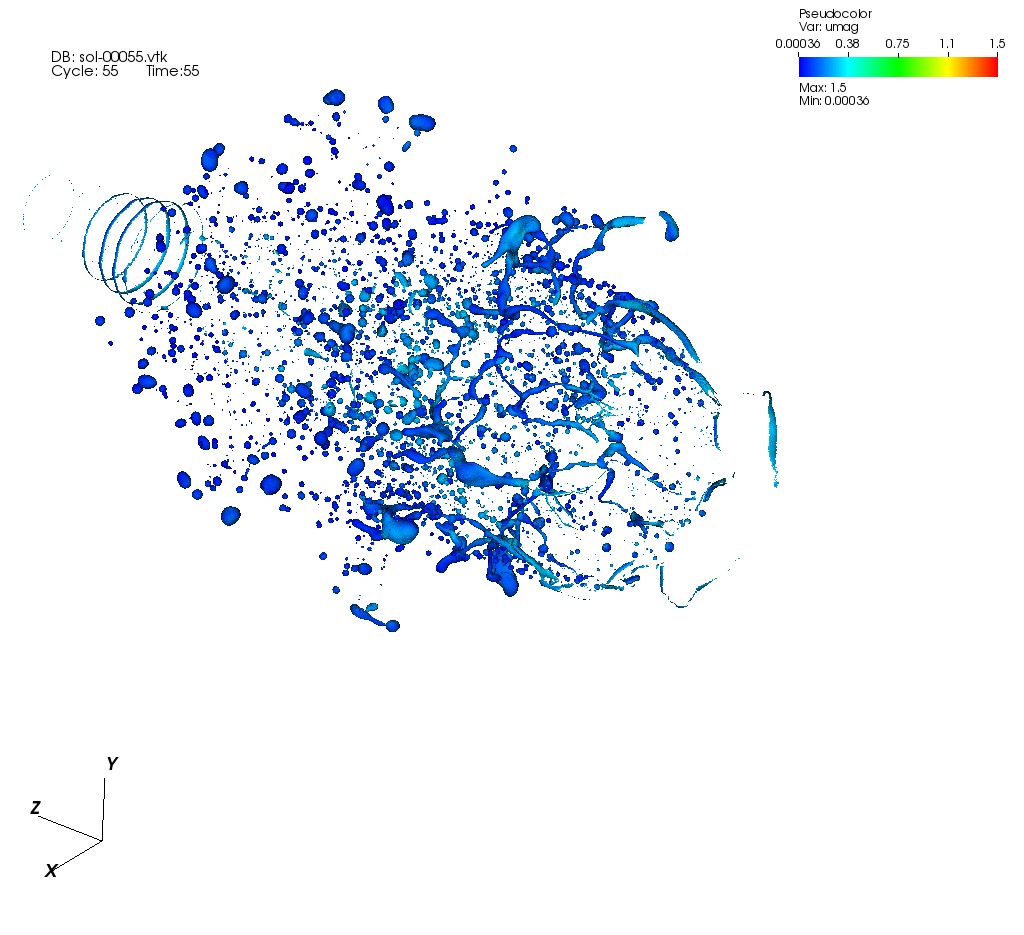 Pseudocolor
Var: umag
0.00036 0.38 0.75 1.1 1.5
Max: 1.5
Min: 0.00036
DB: sol-00055.vtk
Cycle: 55 Time:55
Y
Z
X